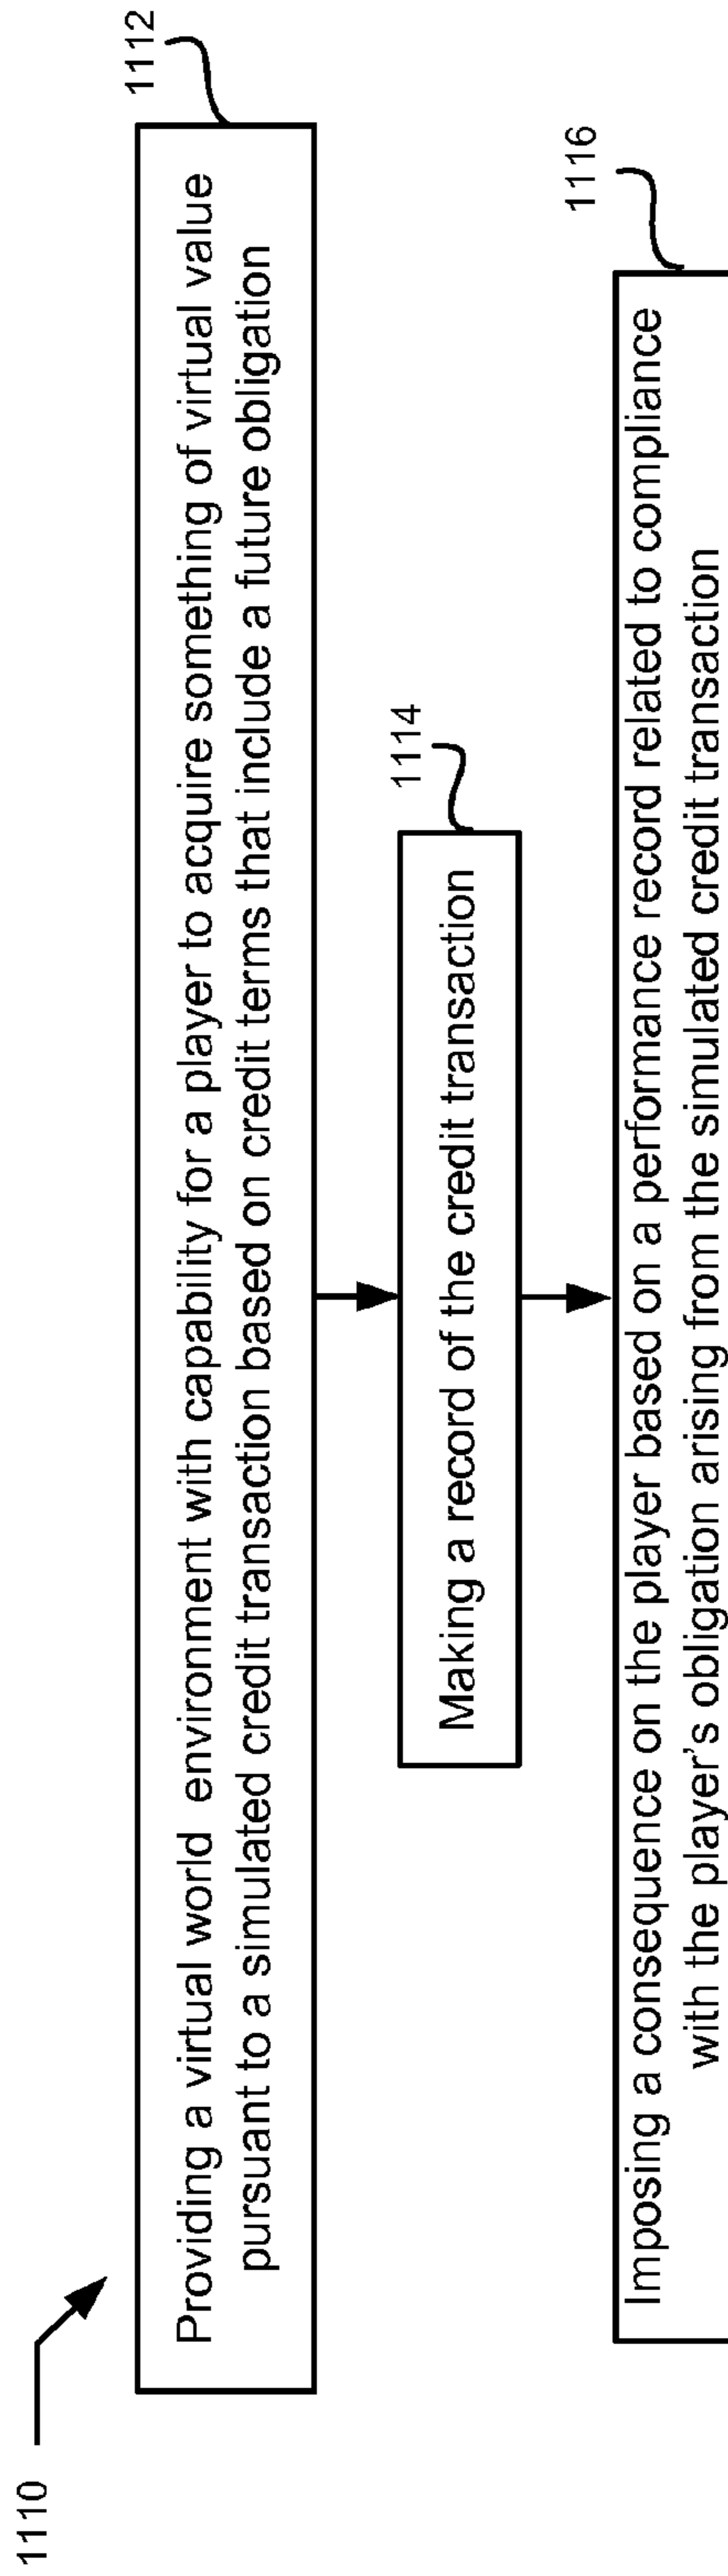 1110
1112
Providing a virtual world environment with capability for a player to acquire something of virtual value
pursuant to a simulated credit transaction based on credit terms that include a future obligation
1114
Making a record of the credit transaction
1116
Imposing a consequence on the player based on a performance record related to compliance
with the player's obligation arising from the simulated credit transaction